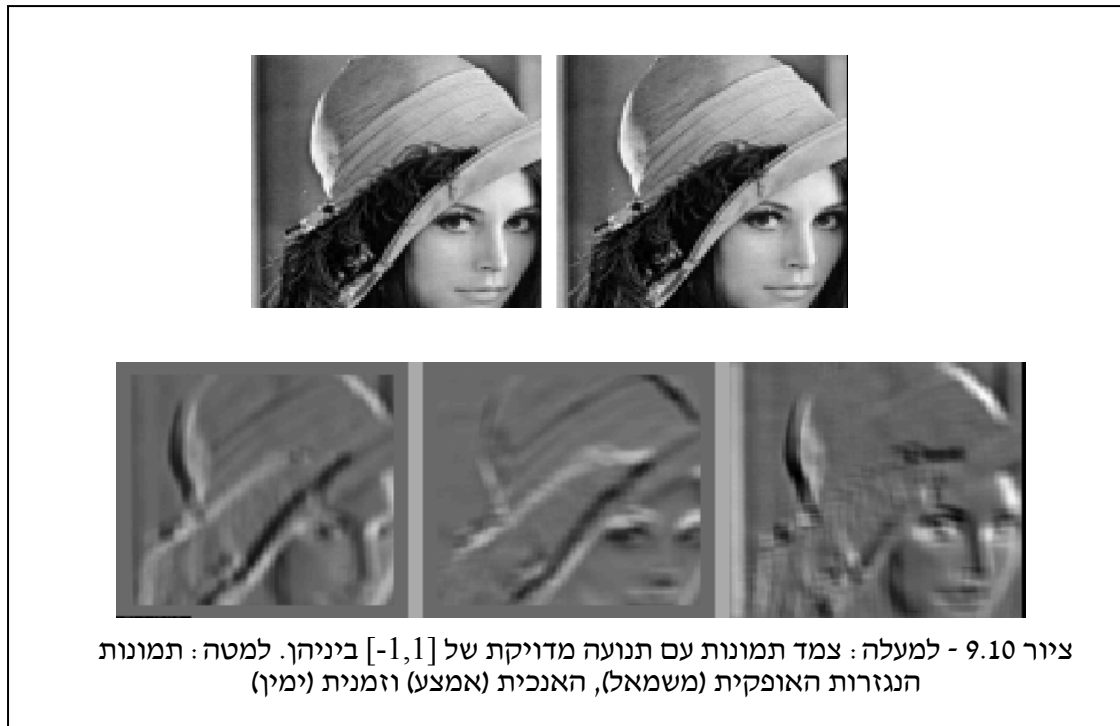 ציור 9.10 - למעלה: צמד תמונות עם תנועה מדויקת של [-1,1] ביניהן. למטה: תמונות
הנגזרות האופקית (משמאל), האנכית (אמצע) וזמנית (ימין)